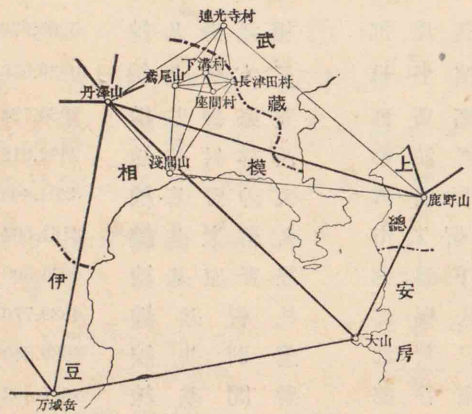 連光寺村
武
下溝村
鳶尾山
長津田村
丹澤山
座間村
藏
淺間山
相
模
上
鹿野山
總
伊
安
大山
房
豆
万城岳